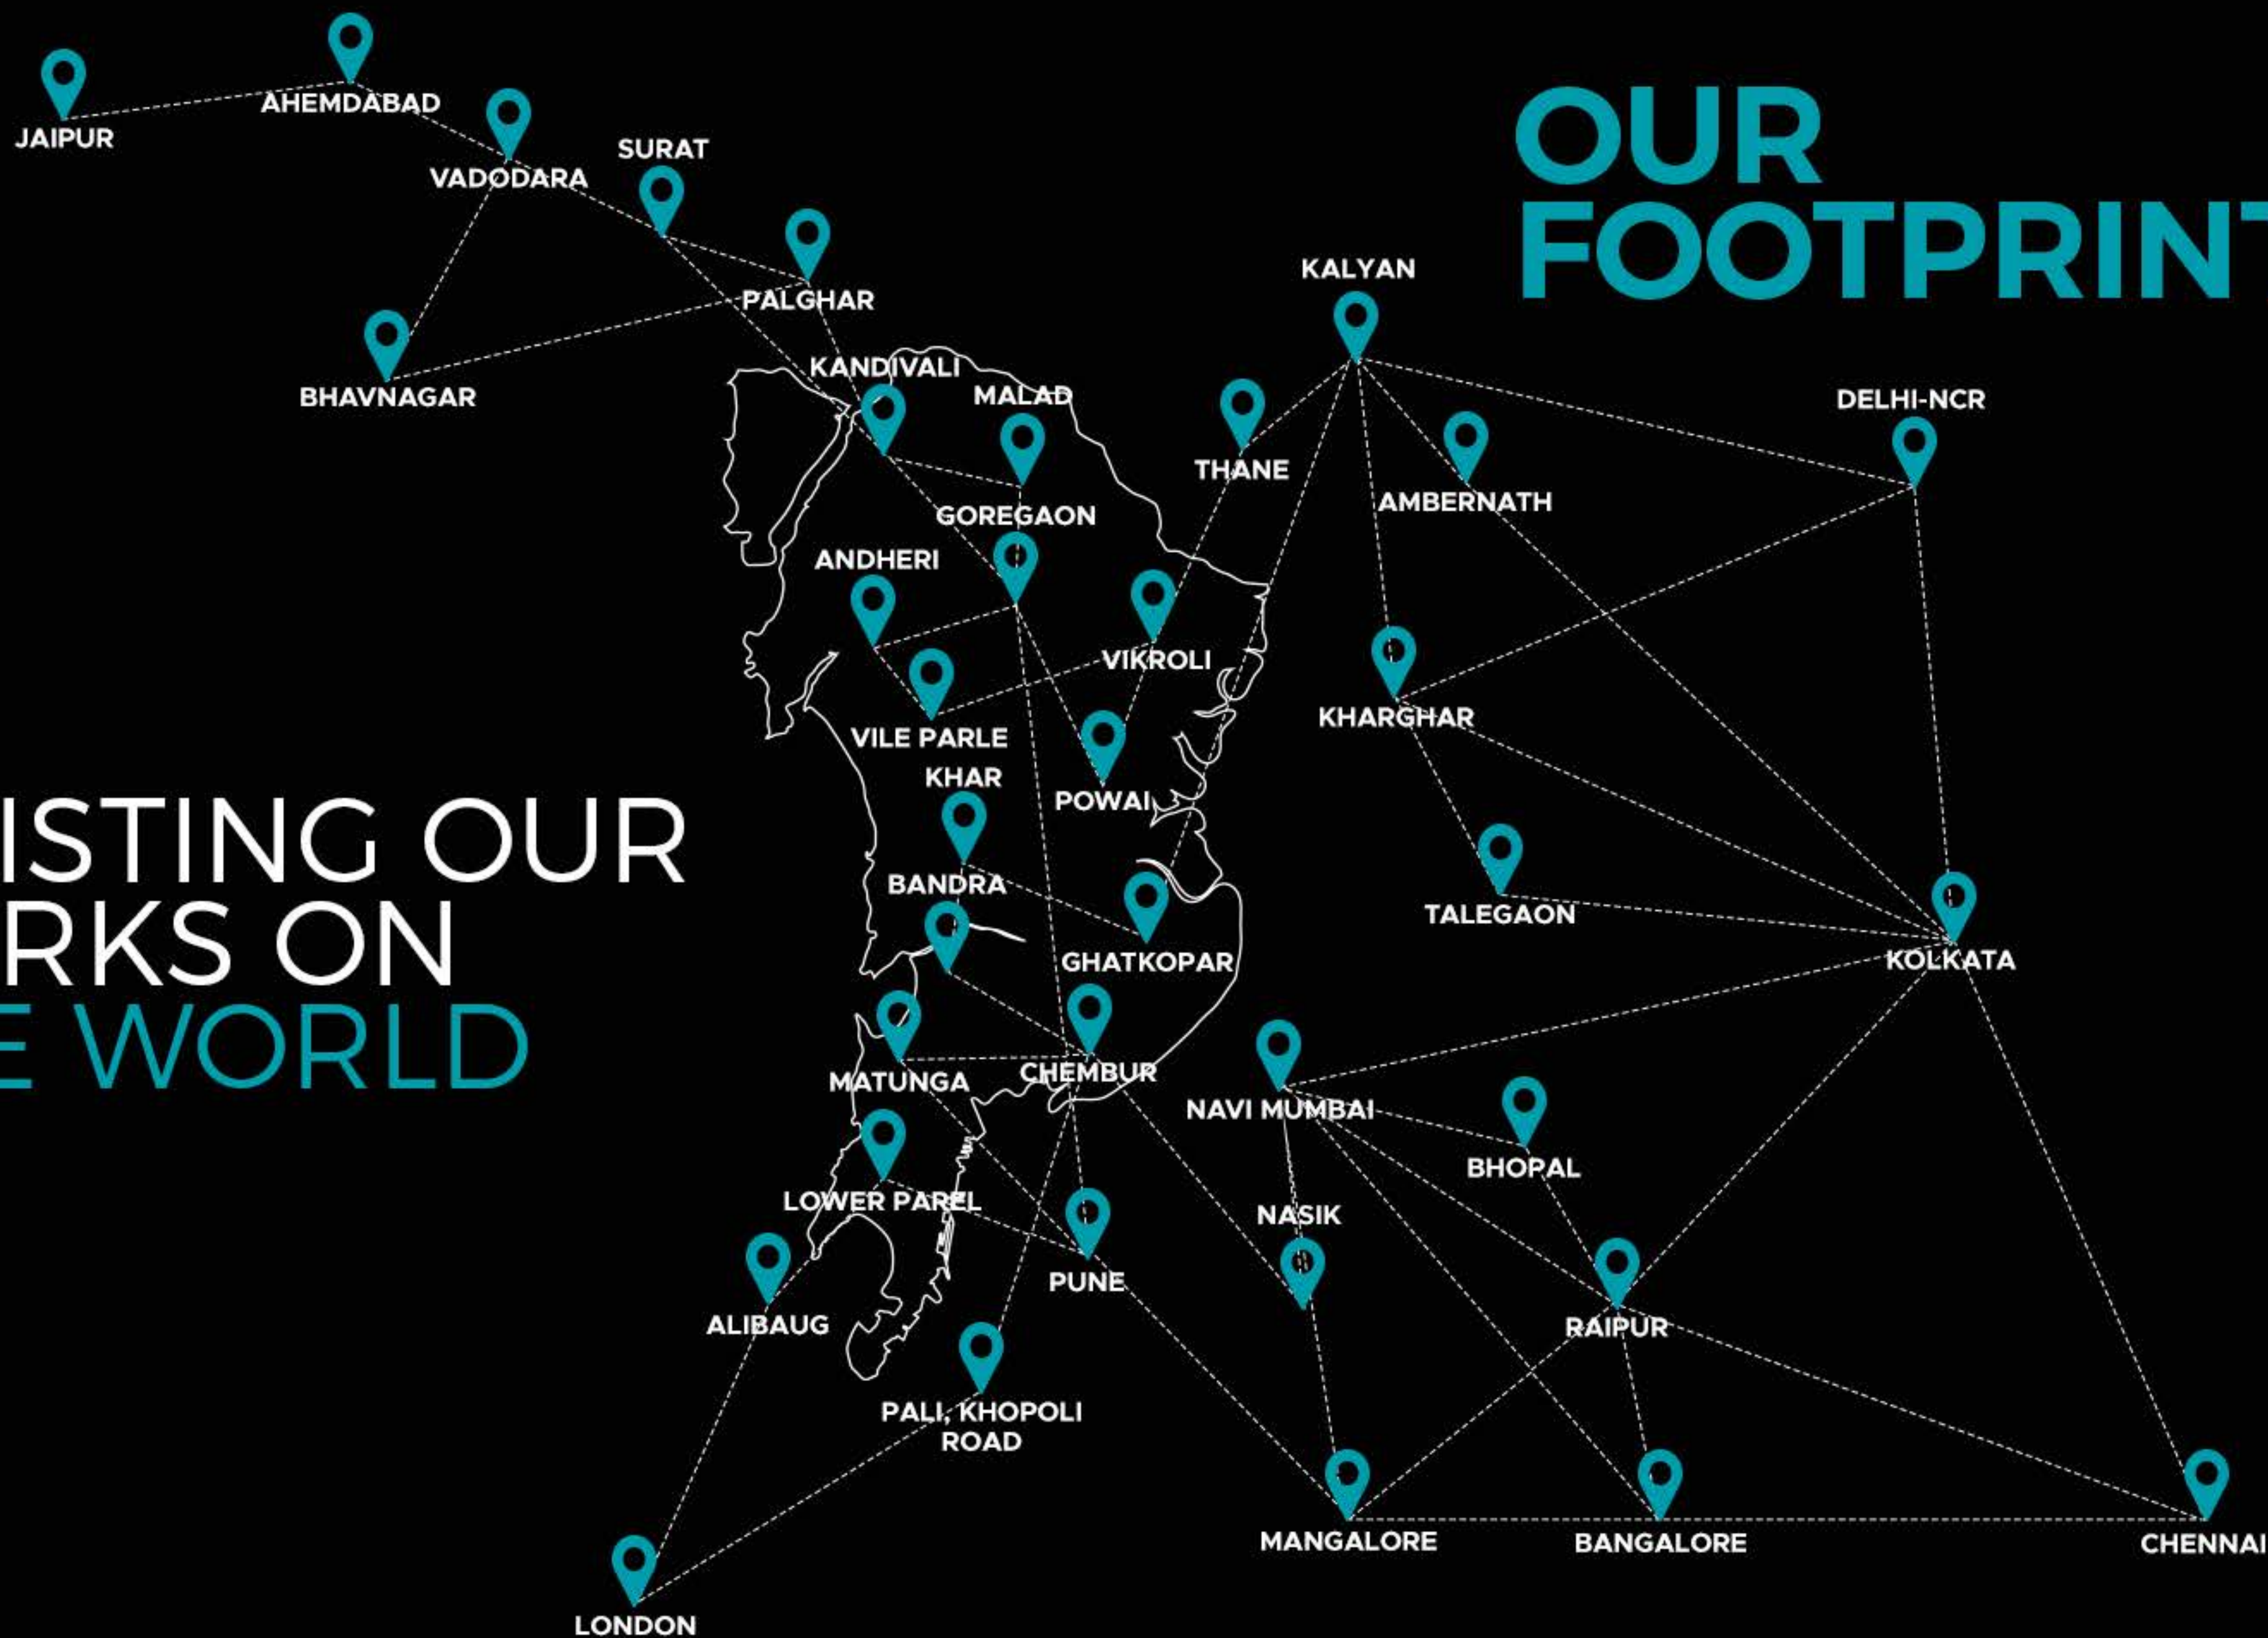 AHEMDABAD
JAIPUR
VADODARA
SURAT
OUR
FOOTPRINT
PALGHAR
KALYAN
BHAVNAGAR
KANDIVALI
MALAD
DELHI-NCR
THANE
AMBERNATH
GOREGAON
ANDHERI
VIKROLI
KHARGHAR
VILE PARLE
KHAR
POWAI
ISTING OUR
RKS ON
E WORLD
BANDRA
TALEGAON
GHATKOPAR
KOLKATA
MATUNGA
CHEMBUR
NAVI MUMBAI
BHOPAL
LOWER PAREL
NASIK
PUNE
ALIBAUG
RAIPUR
PALI, KHOPOLI
ROAD
MANGALORE
BANGALORE
CHENNAI
LONDON